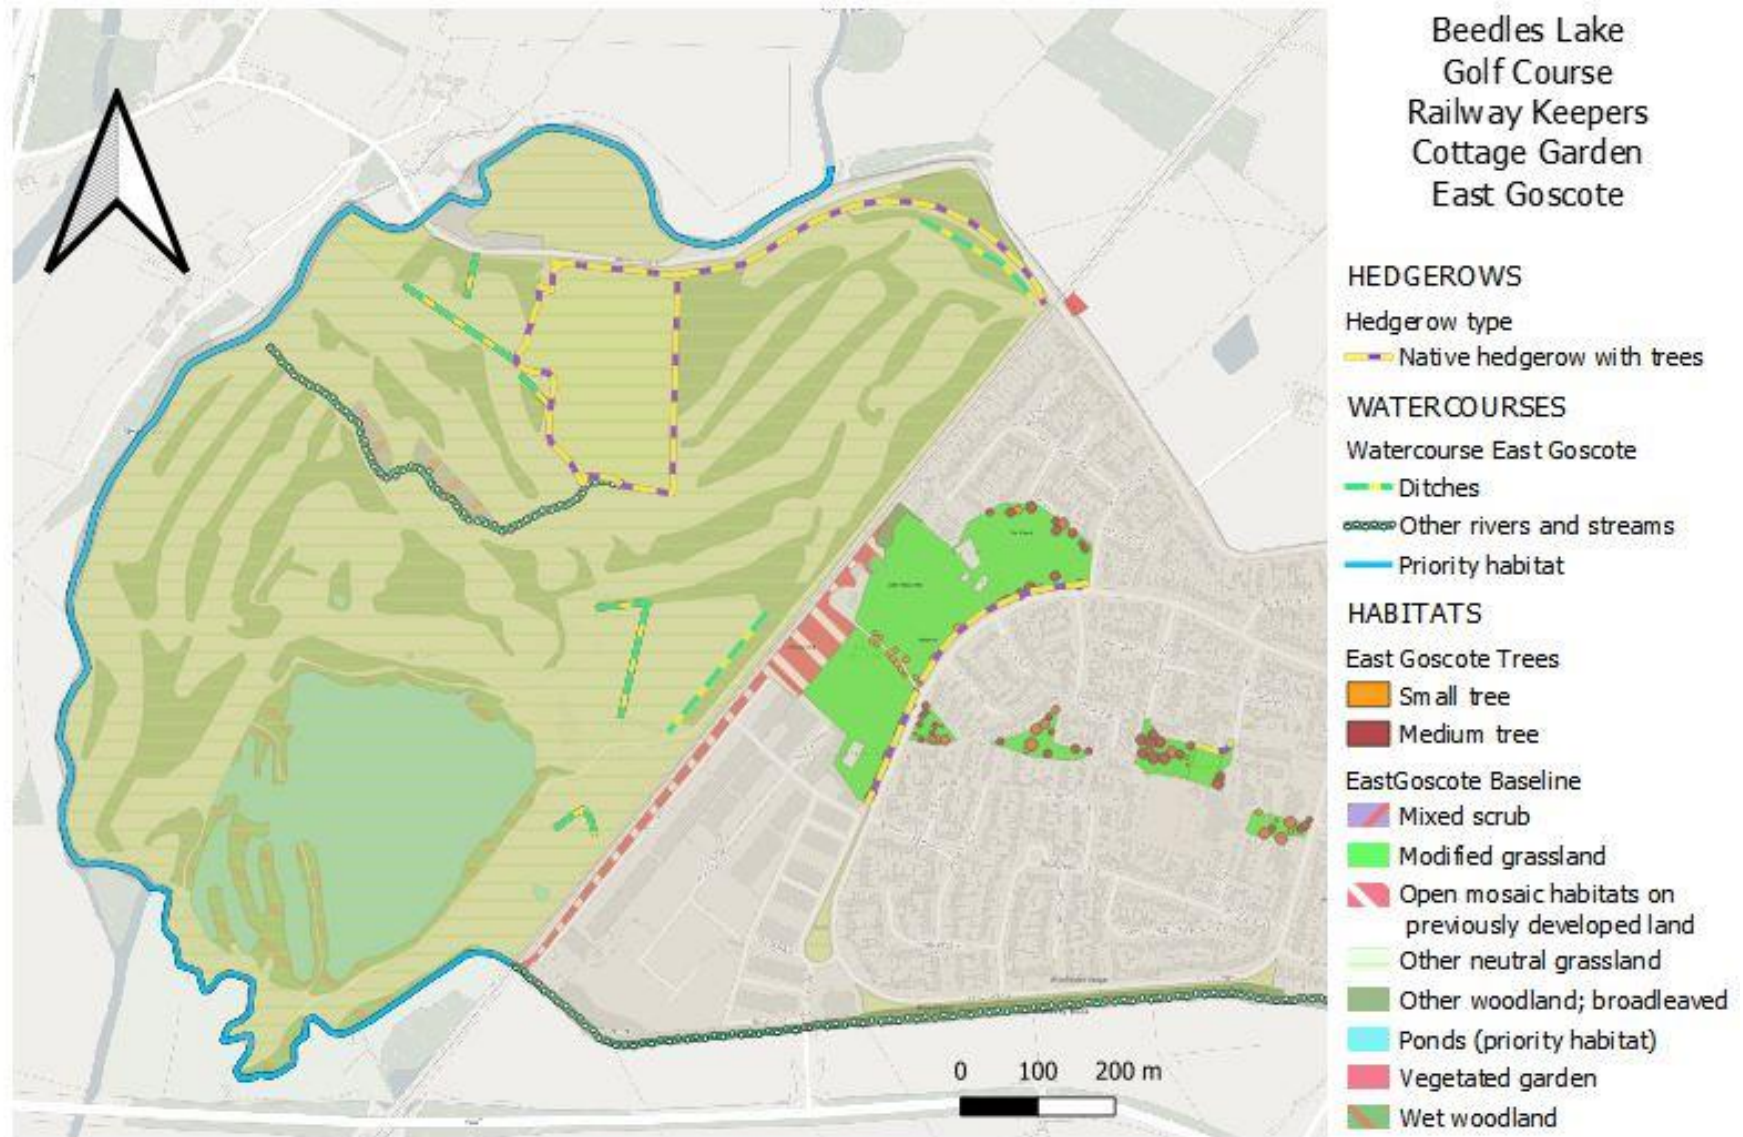 Beedles Lake
Golf Course
Railway Keepers
Cottage Garden
East Goscote
HEDGEROWS
Hedgerow type
Native hedgerow with trees
WATERCOURSES
Watercourse East Goscote
Ditches
Other rivers and streams
Priority habitat
HABITATS
East Goscote Trees
Small tree
Medium tree
EastGoscote Baseline
Mixed scrub
Modified grassland
Open mosaic habitats on
previously developed land
Other neutral grassland
Other woodland; broadleaved
Ponds (priority habitat)
Vegetated garden
Wet woodland
0 100 200 m